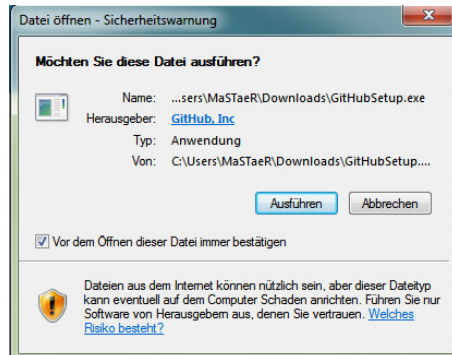 Datei öffnen - Sicherheitswarnung
Möchten Sie diese Datei ausführen?
Name: ...sers\MaSTaeR\Downloads\GitHubSetup.exe
Herausgeber: GitHub, Inc
Typ: Anwendung
Von: C:\Users\MaSTaeR\Downloads\GitHubSetup....
Ausführen Abbrechen
Vor dem Öffnen dieser Datei immer bestätigen
Dateien aus dem Internet können nützlich sein, aber dieser Dateityp
kann eventuell auf dem Computer Schaden anrichten. Führen Sie nur
Software von Herausgebern aus, denen Sie vertrauen. Welches
Risiko besteht?